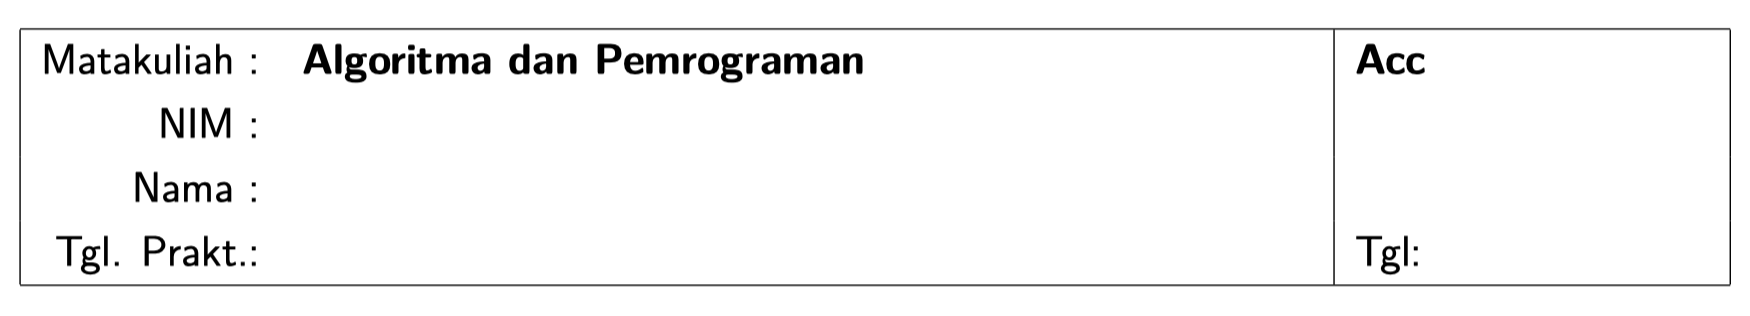 Matakuliah : Algoritma dan Pemrograman
Acc
NIM :
Nama :
Tgl. Prakt.:
Tgl: